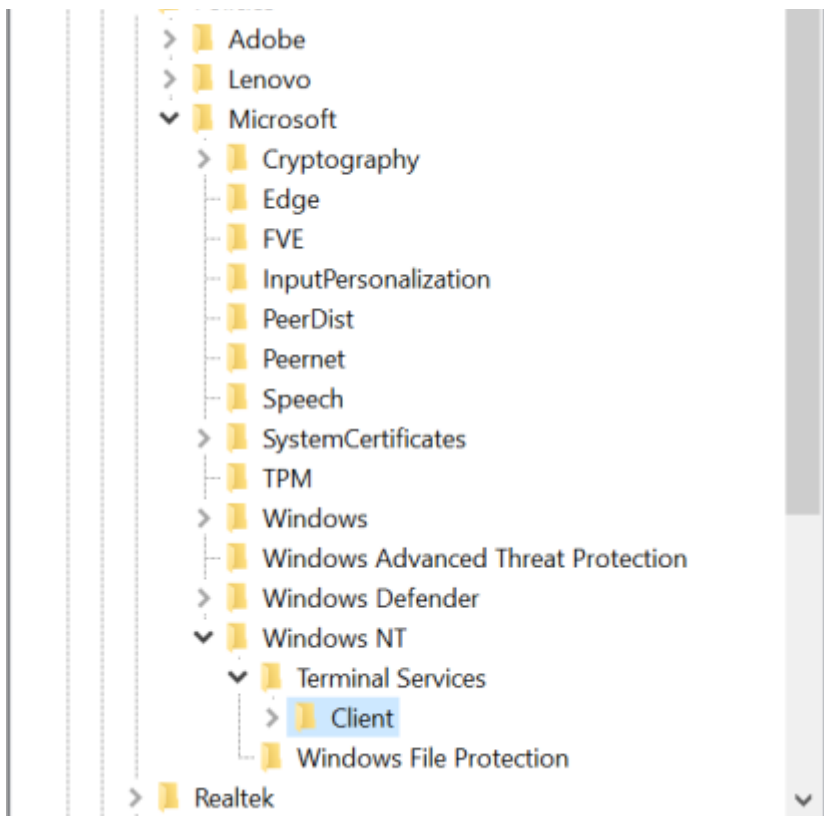 Adobe
Lenovo
Microsoft
Cryptography
Edge
FVE
InputPersonalization
PeerDist
Peernet
Speech
SystemCertificates
TPM
Windows
Windows Advanced Threat Protection
Windows Defender
Windows NT
Terminal Services
Client
Windows File Protection
Realtek